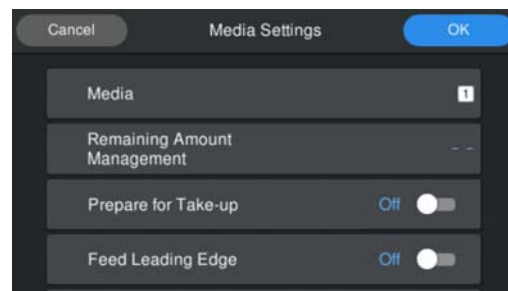 Cancel Media Settings OK
Media 1
Remaining Amount
Management - -
Prepare for Take-up Off
Feed Leading Edge Off